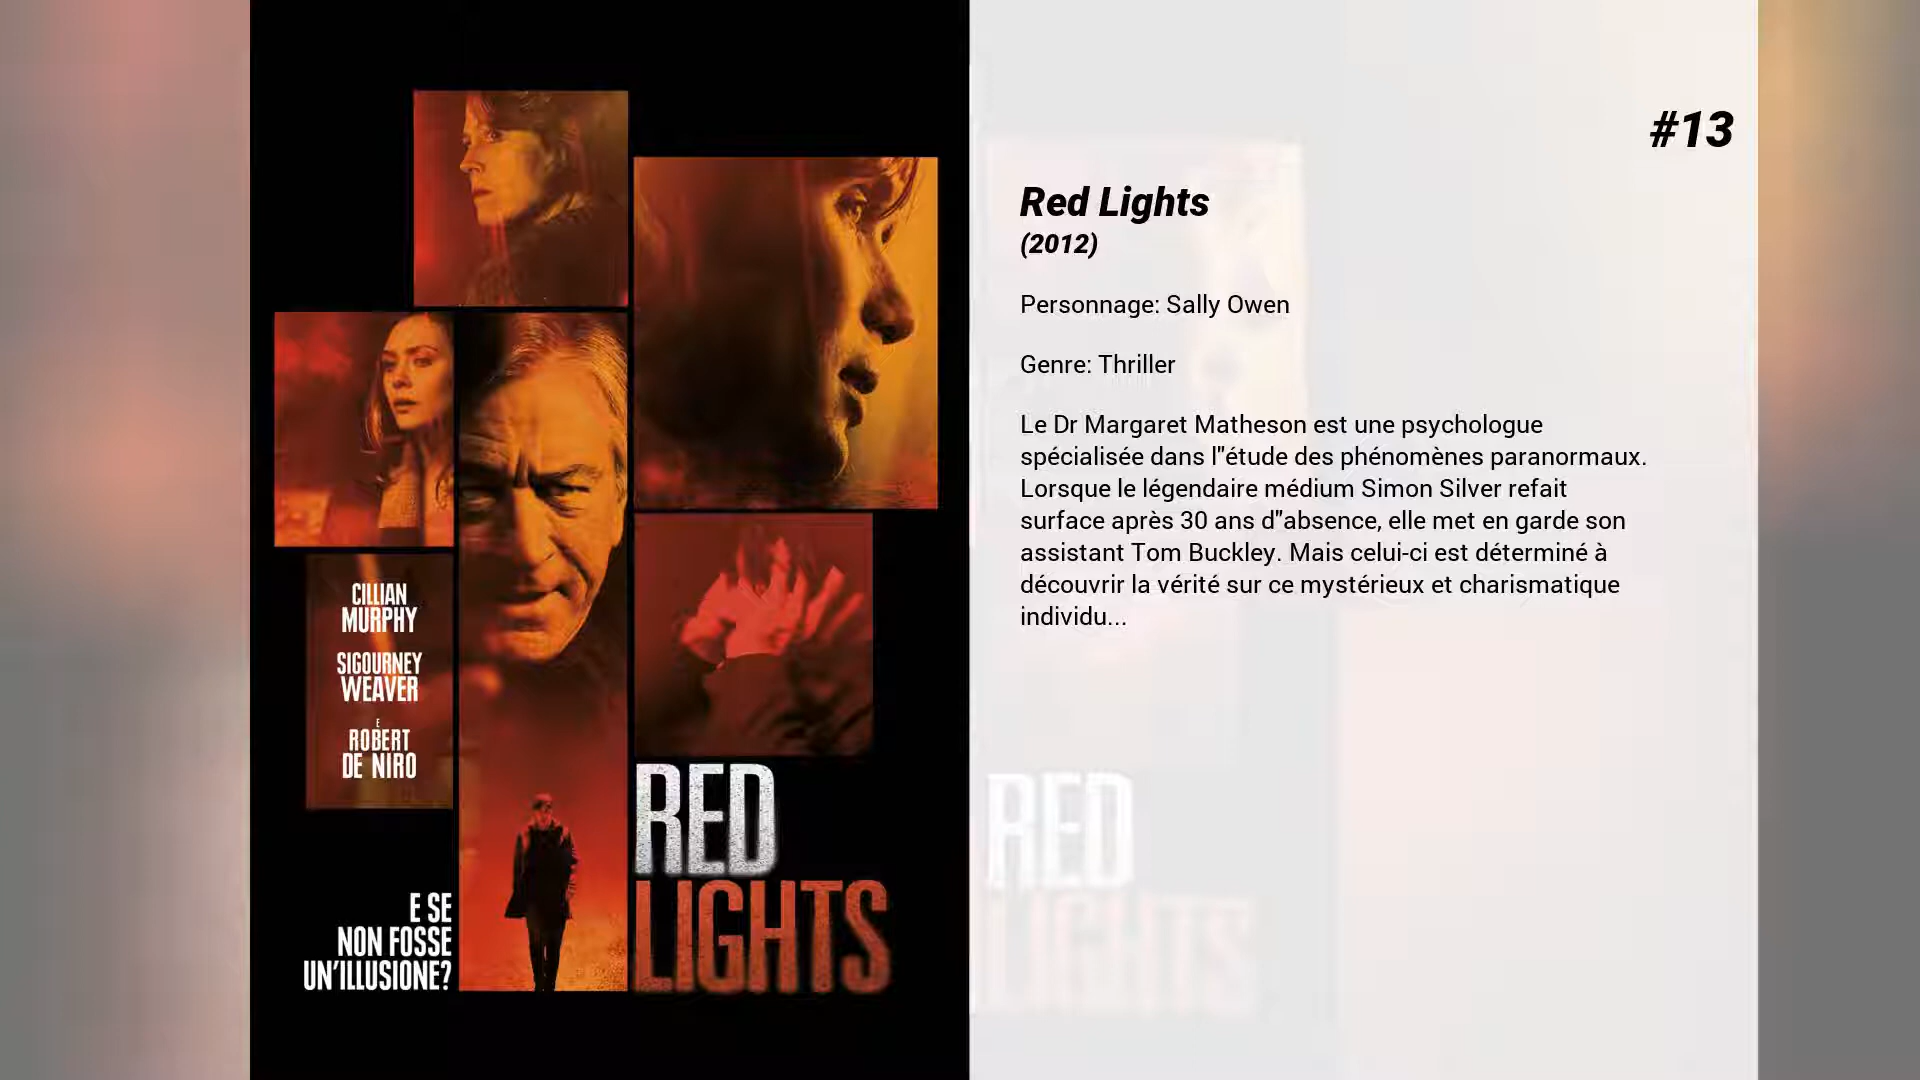 CILLIAN
MURPHY
SIGOURNEY
WEAVER
E
ROBERT
DE NIRO
E SE
NON FOSSE
UN'ILLUSIONE?
RED
LIGHTS
#13
Red Lights
(2012)
Personnage: Sally Owen
Genre: Thriller
Le Dr Margaret Matheson est une psychologue
spécialisée dans l"étude des phénomènes paranormaux.
Lorsque le légendaire médium Simon Silver refait
surface après 30 ans d"absence, elle met en garde son
assistant Tom Buckley. Mais celui-ci est déterminé à
découvrir la vérité sur ce mystérieux et charismatique
individu...
RED
LIGHTS